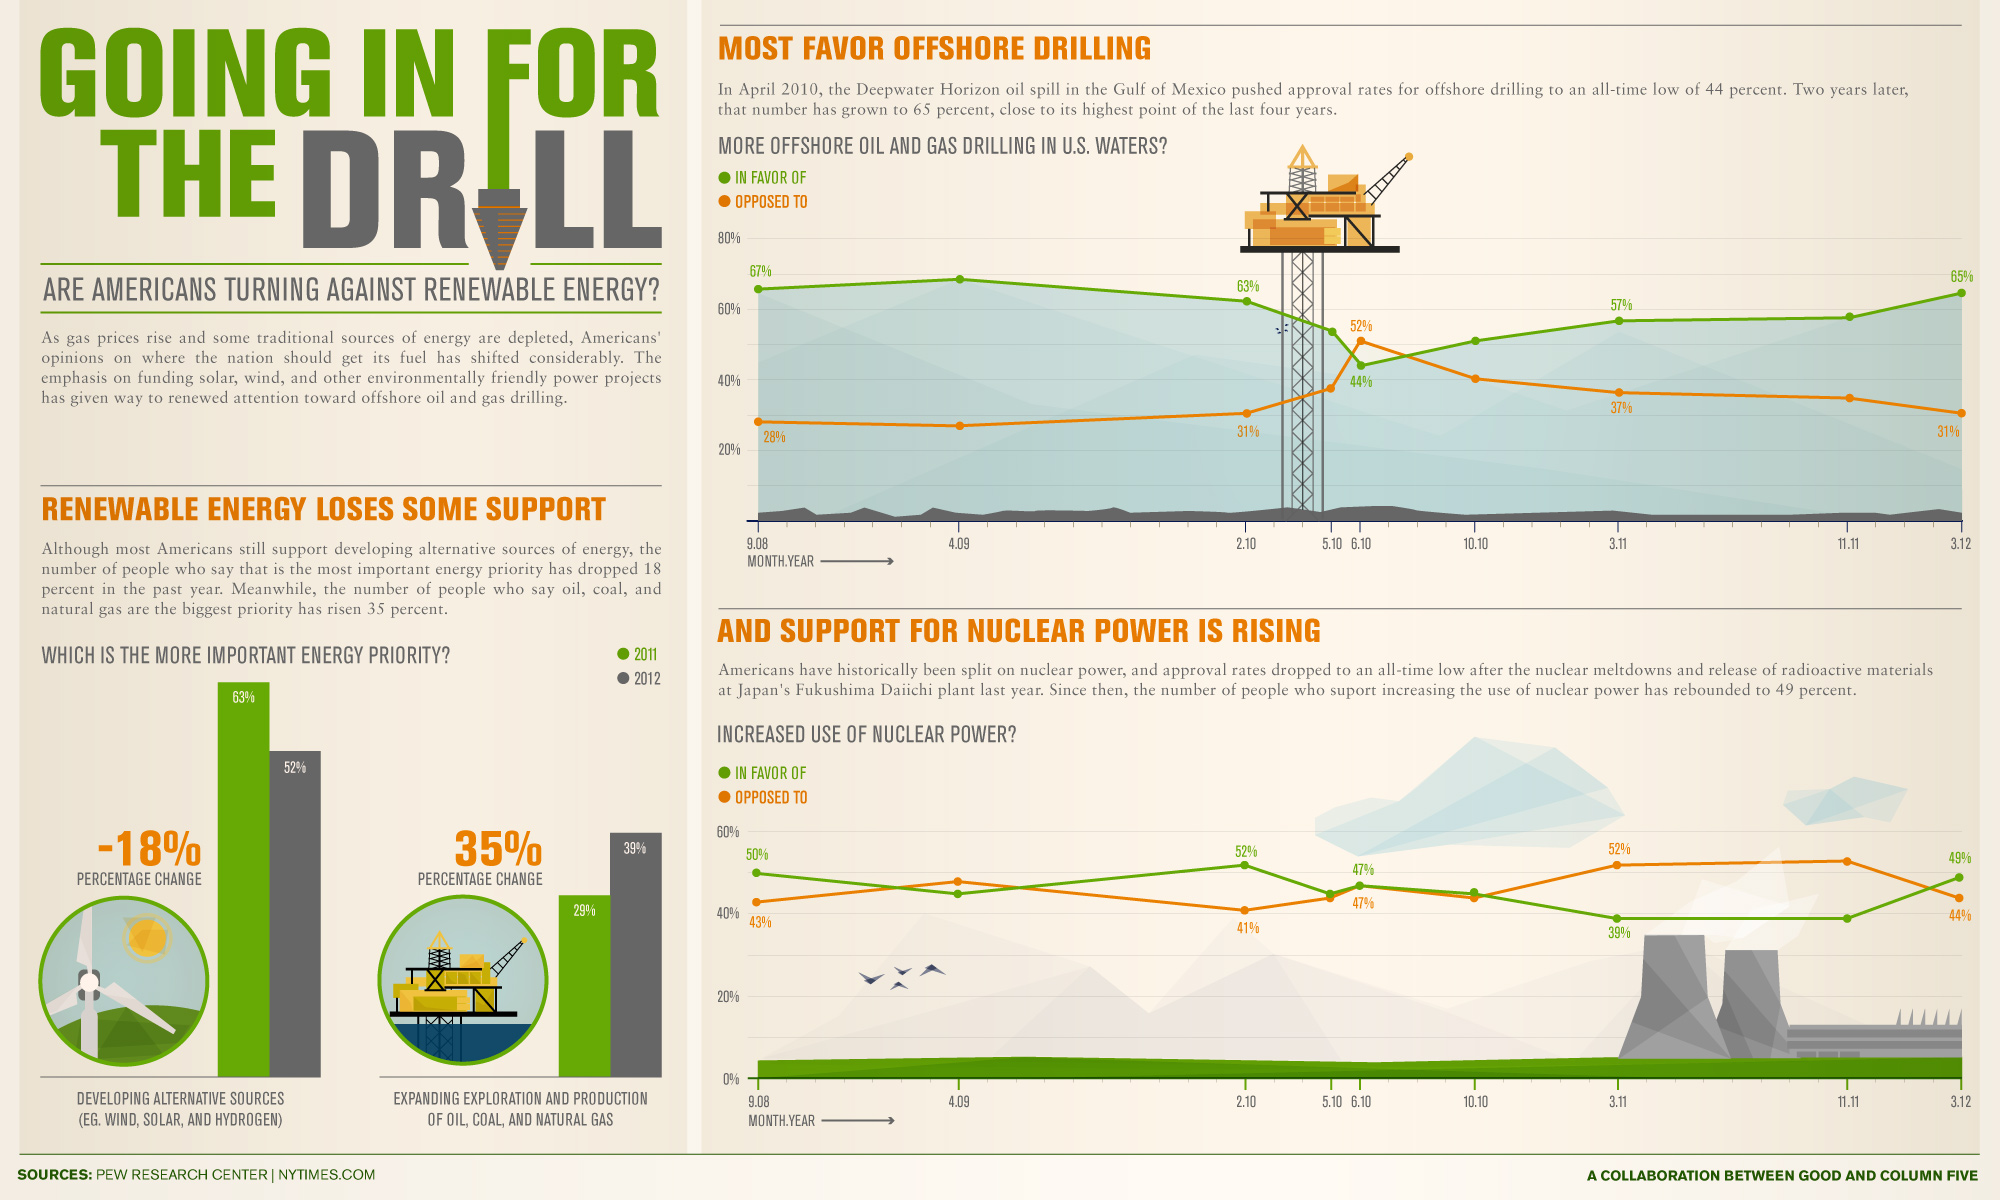 GOING IN FOR
THE DRILL
ARE AMERICANS TURNING AGAINST RENEWABLE ENERGY?
As gas prices rise and some traditional sources of energy are depleted, Americans'
opinions on where the nation should get its fuel has shifted considerably. The
emphasis on funding solar, wind, and other environmentally friendly power projects
has given way to renewed attention toward offshore oil and gas drilling.
RENEWABLE ENERGY LOSES SOME SUPPORT
Although most Americans still support developing alternative sources of energy, the
number of people who say that is the most important energy priority has dropped 18
percent in the past year. Meanwhile, the number of people who say oil, coal, and
natural gas are the biggest priority has risen 35 percent.
WHICH IS THE MORE IMPORTANT ENERGY PRIORITY?
2011
2012
63%
52%
-18%
PERCENTAGE CHANGE
35%
PERCENTAGE CHANGE
39%
29%
DEVELOPING ALTERNATIVE SOURCES
(EG. WIND, SOLAR, AND HYDROGEN)
EXPANDING EXPLORATION AND PRODUCTION
OF OIL, COAL, AND NATURAL GAS
MOST FAVOR OFFSHORE DRILLING
In April 2010, the Deepwater Horizon oil spill in the Gulf of Mexico pushed approval rates for offshore drilling to an all-time low of 44 percent. Two years later,
that number has grown to 65 percent, close to its highest point of the last four years.
MORE OFFSHORE OIL AND GAS DRILLING IN U.S. WATERS?
IN FAVOR OF
OPPOSED TO
80%
60%
40%
20%
67%
63%
52%
44%
57%
65%
28%
31%
37%
31%
9.08 4.09 2.10 5.10 6.10 10.10 3.11 11.11 3.12
MONTH.YEAR
AND SUPPORT FOR NUCLEAR POWER IS RISING
Americans have historically been split on nuclear power, and approval rates dropped to an all-time low after the nuclear meltdowns and release of radioactive materials
at Japan's Fukushima Daiichi plant last year. Since then, the number of people who suport increasing the use of nuclear power has rebounded to 49 percent.
INCREASED USE OF NUCLEAR POWER?
IN FAVOR OF
OPPOSED TO
60%
40%
20%
0%
50%
52%
47%
52%
49%
43%
41%
47%
39%
44%
9.08 4.09 2.10 5.10 6.10 10.10 3.11 11.11 3.12
MONTH.YEAR
SOURCES: PEW RESEARCH CENTER | NYTIMES.COM
A COLLABORATION BETWEEN GOOD AND COLUMN FIVE